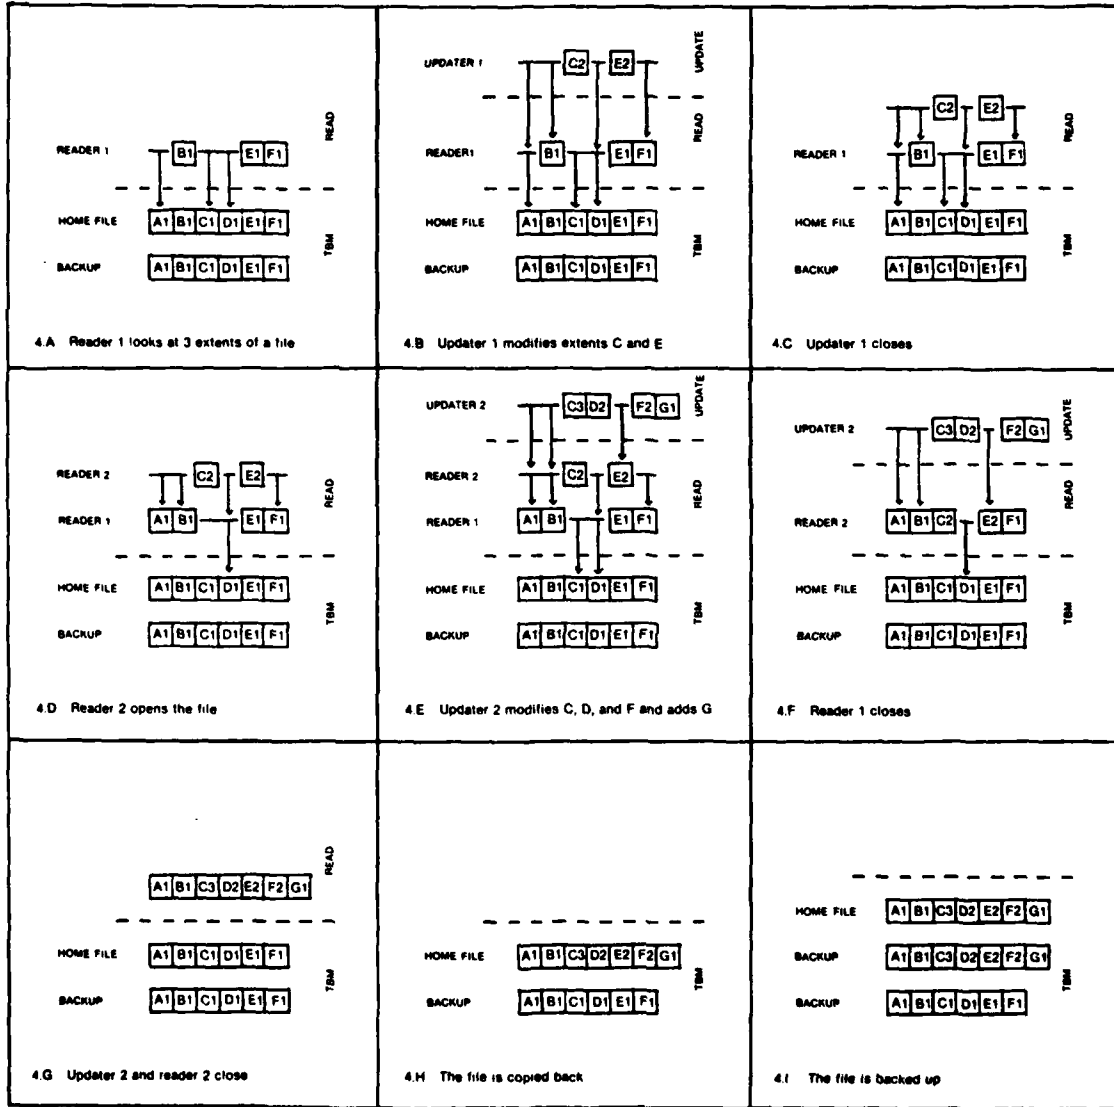 READER 1 B1 E1 F1 READ
HOME FILE A1 B1 C1 D1 E1 F1 TBM
BACKUP A1 B1 C1 D1 E1 F1
4.A Reader 1 looks at 3 extents of a file
UPDATER 1 C2 E2 UPDATE
READER1 B1 E1 F1 READ
HOME FILE A1 B1 C1 D1 E1 F1 TBM
BACKUP A1 B1 C1 D1 E1 F1
4.B Updater 1 modifies extents C and E
C2 E2 READ
READER 1 B1 E1 F1
HOME FILE A1 B1 C1 D1 E1 F1 TBM
BACKUP A1 B1 C1 D1 E1 F1
4.C Updater 1 closes
READER 2 C2 E2 READ
READER 1 A1 B1 E1 F1
HOME FILE A1 B1 C1 D1 E1 F1 TBM
BACKUP A1 B1 C1 D1 E1 F1
4.D Reader 2 opens the file
UPDATER 2 C3 D2 F2 G1 UPDATE
READER 2 C2 E2 READ
READER 1 A1 B1 E1 F1
HOME FILE A1 B1 C1 D1 E1 F1 TBM
BACKUP A1 B1 C1 D1 E1 F1
4.E Updater 2 modifies C, D, and F and adds G
UPDATER 2 C3 D2 F2 G1 UPDATE
READER 2 A1 B1 C2 E2 F1 READ
HOME FILE A1 B1 C1 D1 E1 F1 TBM
BACKUP A1 B1 C1 D1 E1 F1
4.F Reader 1 closes
A1 B1 C3 D2 E2 F2 G1 READ
HOME FILE A1 B1 C1 D1 E1 F1 TBM
BACKUP A1 B1 C1 D1 E1 F1
4.G Updater 2 and reader 2 close
HOME FILE A1 B1 C3 D2 E2 F2 G1 TBM
BACKUP A1 B1 C1 D1 E1 F1
4.H The file is copied back
HOME FILE A1 B1 C3 D2 E2 F2 G1
BACKUP A1 B1 C3 D2 E2 F2 G1 TBM
BACKUP A1 B1 C1 D1 E1 F1
4.I The file is backed up